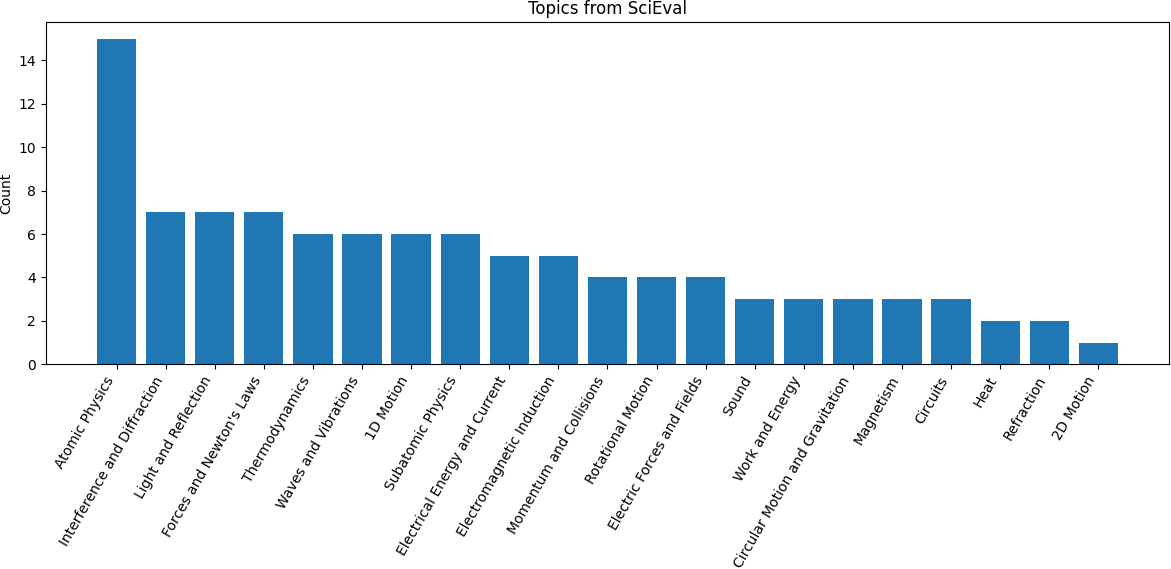 Topics from SciEval
Count
14
12
10
8
6
4
2
0
Atomic Physics
Interference and Diffraction
Light and Reflection
Forces and Newton's Laws
Thermodynamics
Waves and Vibrations
1D Motion
Subatomic Physics
Electrical Energy and Current
Electromagnetic Induction
Momentum and Collisions
Rotational Motion
Electric Forces and Fields
Sound
Work and Energy
Circular Motion and Gravitation
Magnetism
Circuits
Heat
Refraction
2D Motion